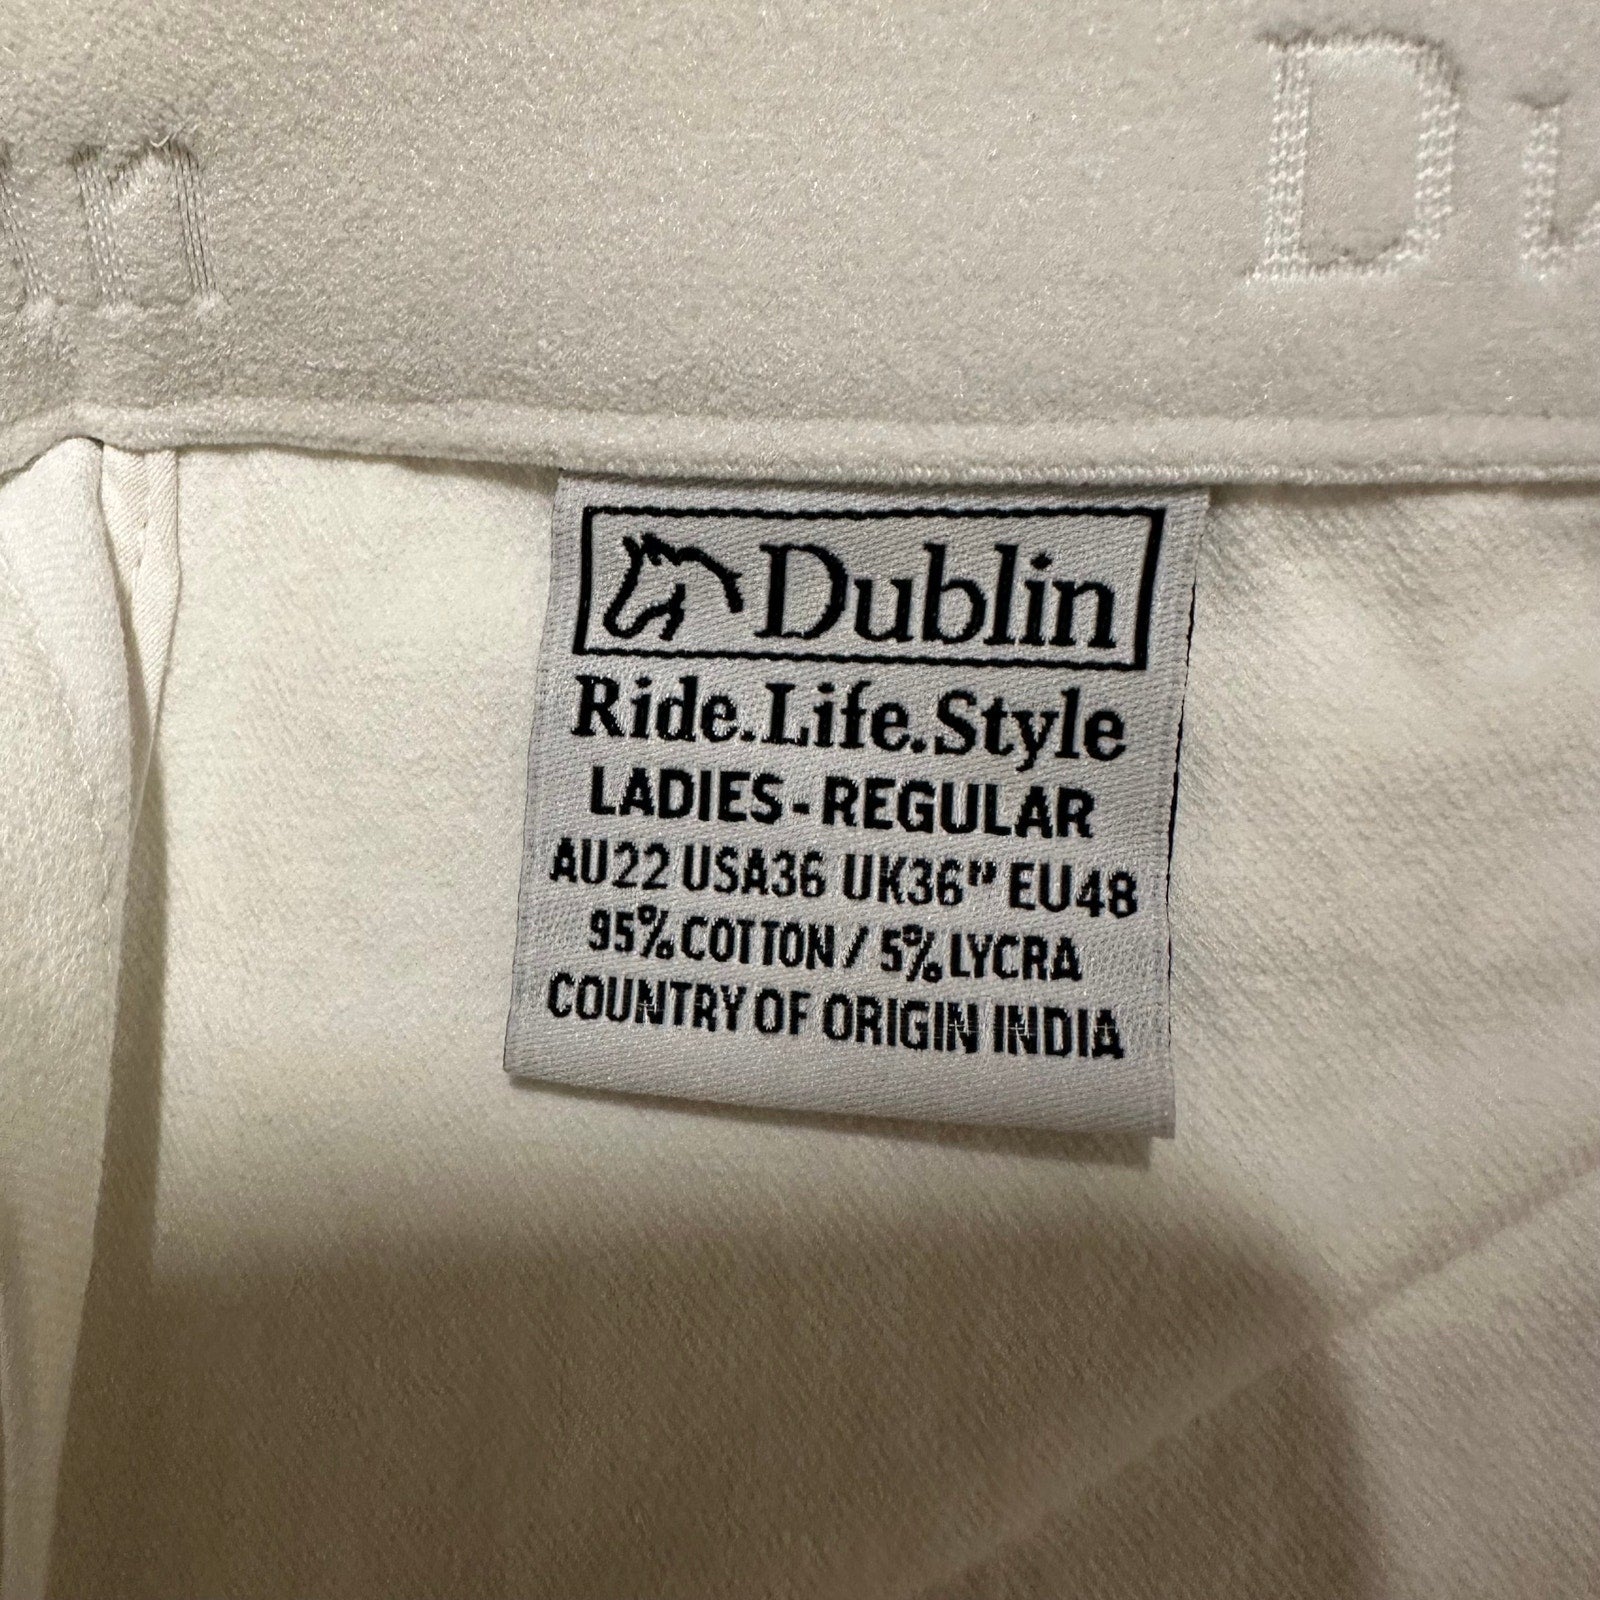 Dublin
Ride.Life.Style
LADIES - REGULAR
AU22 USA36 UK36" EU48
95% COTTON / 5% LYCRA
COUNTRY OF ORIGIN INDIA